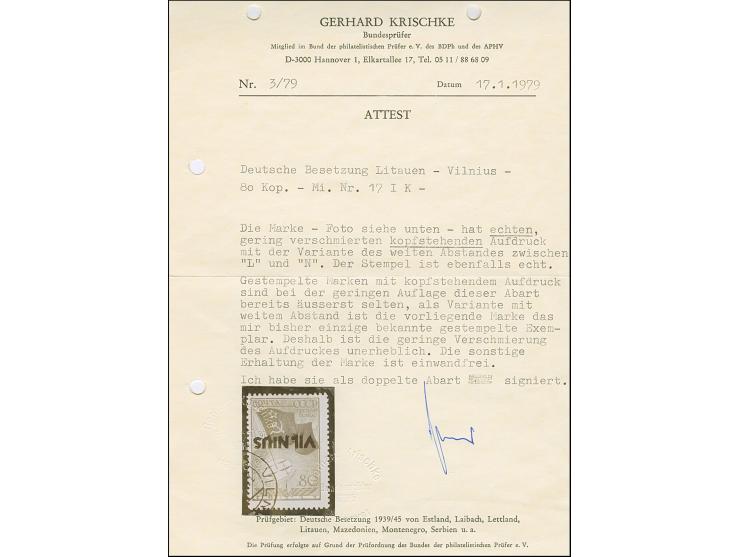 GERHARD KRISCHKE
Bundesprüfer
Mitglied im Bund der philatelistischen Prüfer e. V. des BDPh und des APHV
D-3000 Hannover 1, Elkartallee 17, Tel. 05 11 / 88 68 09
Nr. 3/79 Datum 17.1.1979
ATTEST
Deutsche Besetzung Litauen - Vilnius -
80 Kop. - Mi. Nr. 17 I K -
Die Marke - Foto siehe unten - hat echten,
gering verschmierten kopfstehenden Aufdruck
mit der Variante des weiten Abstandes zwischen
"L" und "N". Der Stempel ist ebenfalls echt.
Gestempelte Marken mit kopfstehendem Aufdruck
sind bei der geringen Auflage dieser Abart
bereits äusserst selten, als Variante mit
weitem Abstand ist die vorliegende Marke das
mir bisher einzige bekannte gestempelte Exem-
plar. Deshalb ist die geringe Verschmierung
des Aufdruckes unerheblich. Die sonstige
Erhaltung der Marke ist einwandfrei.
Ich habe sie als doppelte Abart signiert.
VILNIUS
80
Prüfgebiet: Deutsche Besetzung 1939/45 von Estland, Laibach, Lettland,
Litauen, Mazedonien, Montenegro, Serbien u. a.
Die Prüfung erfolgte auf Grund der Prüfordnung des Bundes der philatelistischen Prüfer e. V.